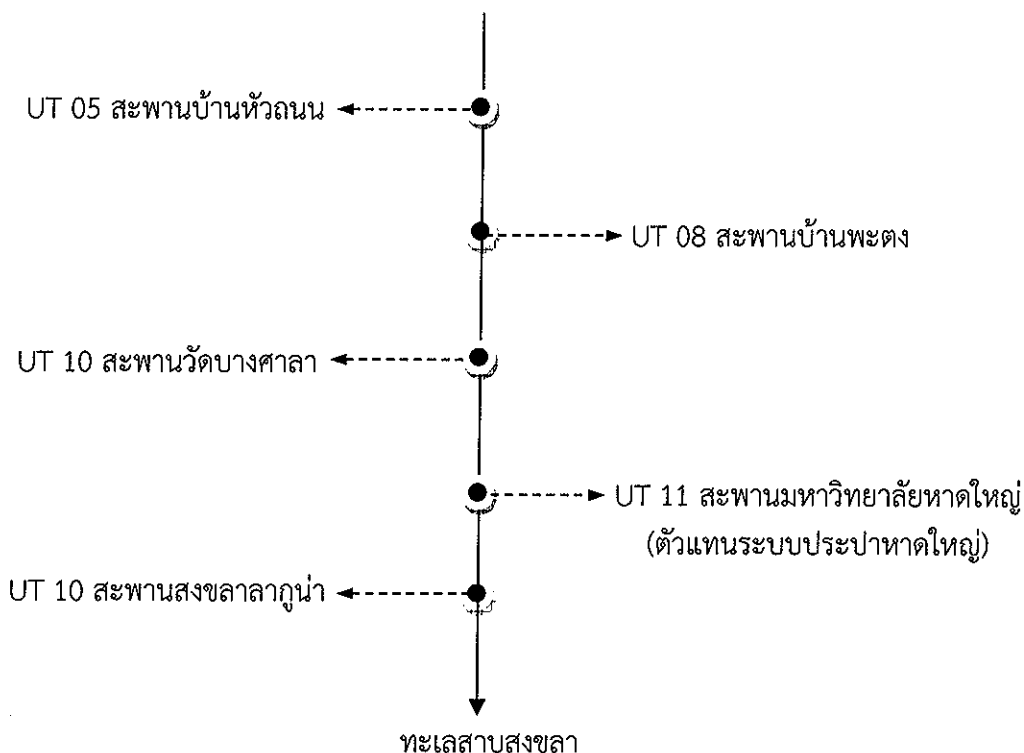 UT 05 สะพานบ้านหัวถนน
UT 08 สะพานบ้านพะตง
UT 10 สะพานวัดบางศาลา
UT 11 สะพานมหาวิทยาลัยหาดใหญ่
(ตัวแทนระบบประปาหาดใหญ่)
UT 10 สะพานสงขลาลากูน่า
ทะเลสาบสงขลา